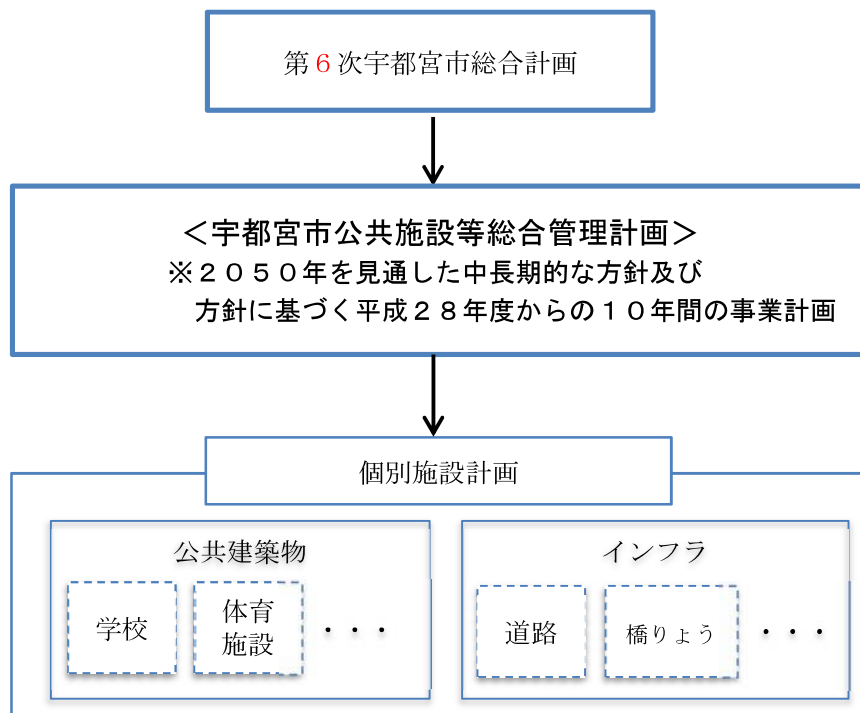 第６次宇都宮市総合計画
＜宇都宮市公共施設等総合管理計画＞
※２０５０年を見通した中長期的な方針及び
方針に基づく平成２８年度からの１０年間の事業計画
個別施設計画
公共建築物
インフラ
学校
体育
施設
・・・
道路
橋りょう
・・・